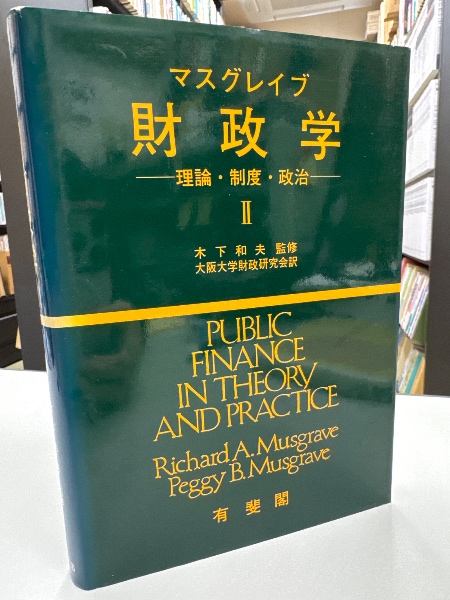 マスグレイブ
財政学
理論・制度・政治
II
木下和夫 監修
大阪大学財政研究会訳
PUBLIC
FINANCE
IN THEORY
AND PRACTICE
Richard A. Musgrave
Peggy B. Musgrave
有斐閣